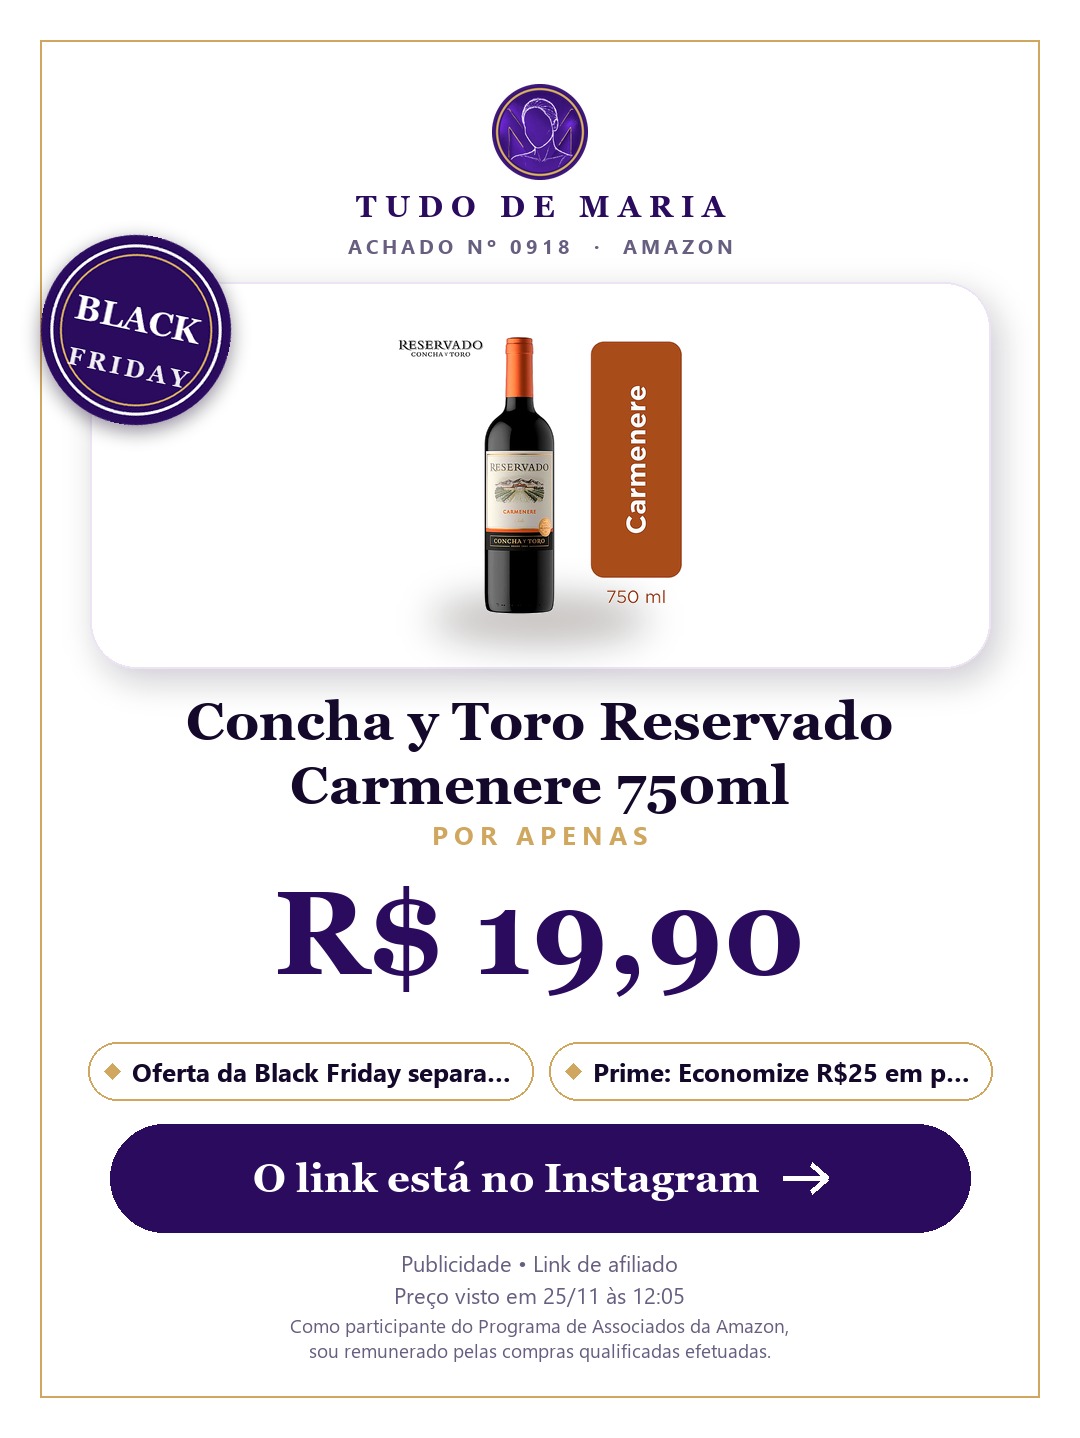 TUDO DE MARIA
ACHADO Nº 0918 · AMAZON
BLACK
FRIDAY
RESERVADO
CONCHA Y TORO
RESERVADO
CARMENERE
CONCHA Y TORO
Carmenere
750 ml
Concha y Toro Reservado
Carmenere 750ml
POR APENAS
R$ 19,90
Oferta da Black Friday separa...
Prime: Economize R$25 em p...
O link está no Instagram →
Publicidade • Link de afiliado
Preço visto em 25/11 às 12:05
Como participante do Programa de Associados da Amazon,
sou remunerado pelas compras qualificadas efetuadas.